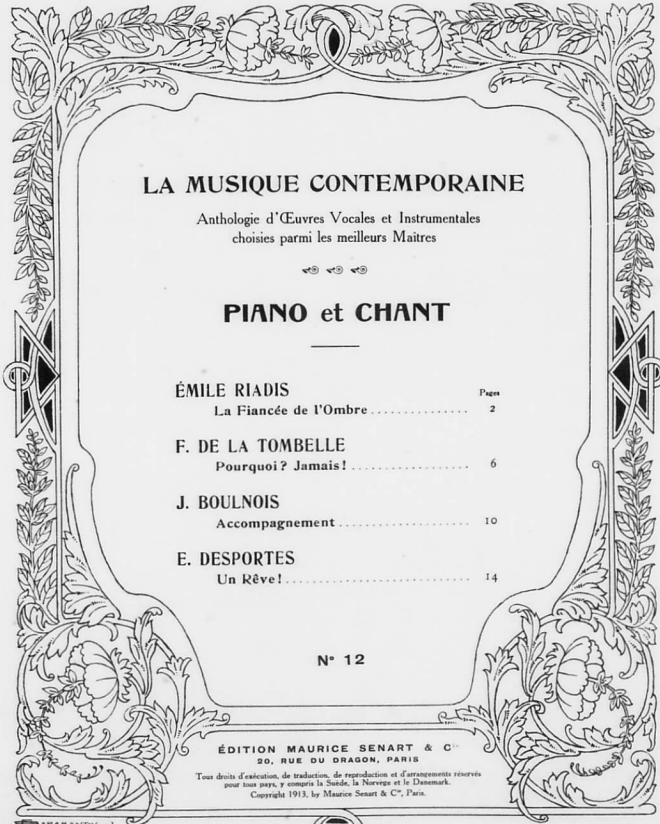 LA MUSIQUE CONTEMPORAINE
Anthologie d'Œuvres Vocales et Instrumentales
choisies parmi les meilleurs Maîtres
PIANO et CHANT
ÉMILE RIADIS Pages
La Fiancée de l'Ombre ............... 2
F. DE LA TOMBELLE
Pourquoi? Jamais! .................. 6
J. BOULNOIS
Accompagnement .................... 10
E. DESPORTES
Un Rêve! ............................ 14
N° 12
ÉDITION MAURICE SENART & Cie
20, RUE DU DRAGON, PARIS
Tous droits d'exécution, de traduction, de reproduction et d'arrangements réservés
pour tous pays, y compris la Suède, la Norvège et le Danemark.
Copyright 1913, by Maurice Senart & Cie, Paris.